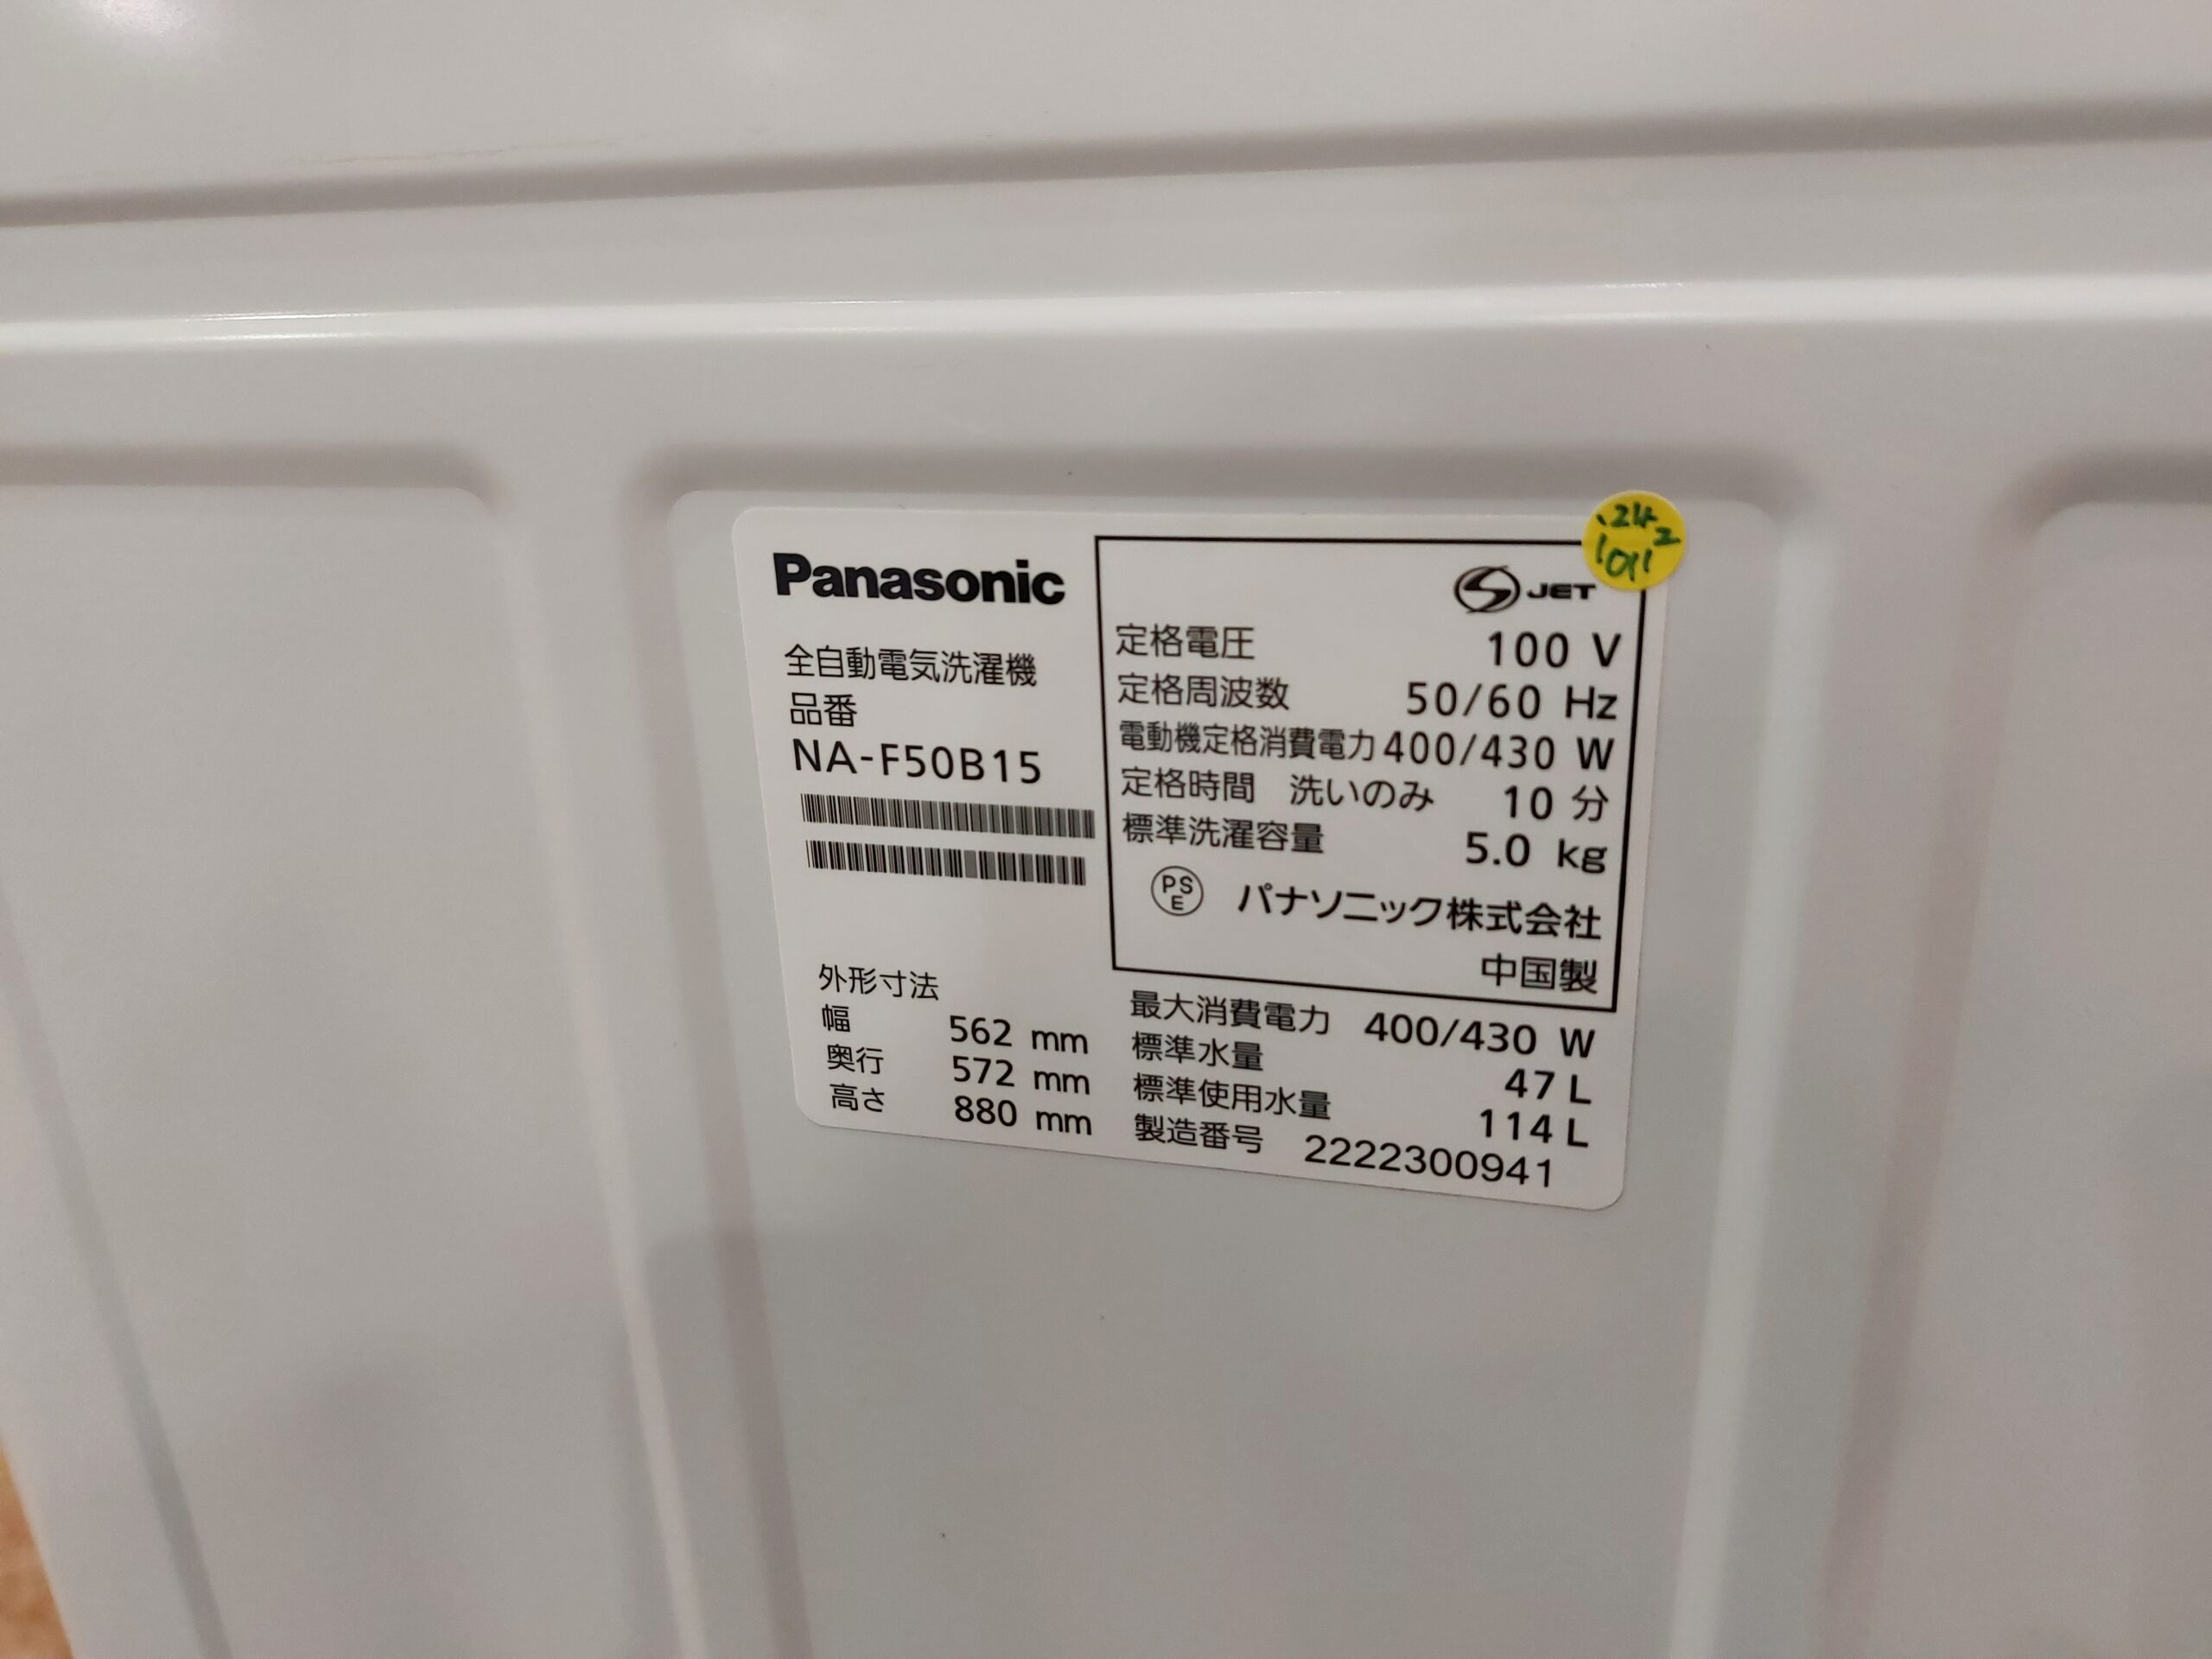 Panasonic
全自動電気洗濯機
品番
NA-F50B15
JET
定格電圧 100 V
定格周波数 50/60 Hz
電動機定格消費電力 400/430 W
定格時間 洗いのみ 10 分
標準洗濯容量 5.0 kg
PSE パナソニック株式会社
中国製
外形寸法
幅 562 mm
奥行 572 mm
高さ 880 mm
最大消費電力 400/430 W
標準水量 47 L
標準使用水量 114 L
製造番号 2222300941